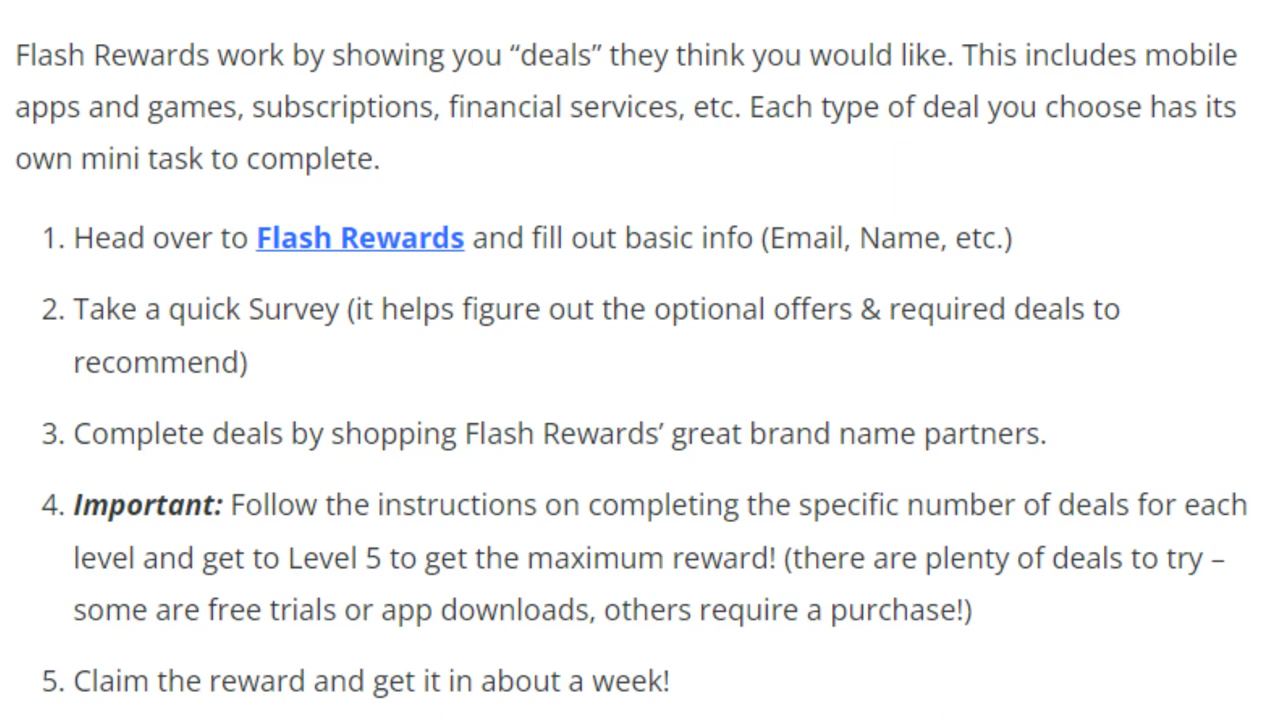 Flash Rewards work by showing you “deals” they think you would like. This includes mobile
apps and games, subscriptions, financial services, etc. Each type of deal you choose has its
own mini task to complete.
1. Head over to Flash Rewards and fill out basic info (Email, Name, etc.)
2. Take a quick Survey (it helps figure out the optional offers & required deals to
recommend)
3. Complete deals by shopping Flash Rewards’ great brand name partners.
4. Important: Follow the instructions on completing the specific number of deals for each
level and get to Level 5 to get the maximum reward! (there are plenty of deals to try –
some are free trials or app downloads, others require a purchase!)
5. Claim the reward and get it in about a week!